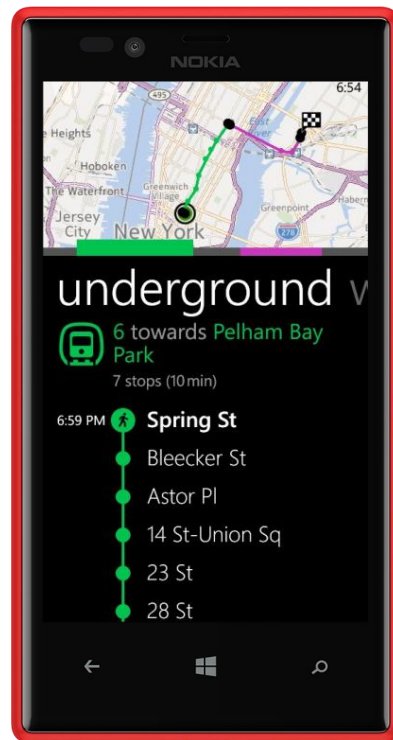 NOKIA
6:54
495
East
River
e Heights
Hoboken
The Waterfront
Greenwich
Village
Greenpoint
Jersey
City
New York
278
underground
6 towards Pelham Bay
Park
7 stops (10 min)
6:59 PM Spring St
Bleecker St
Astor Pl
14 St-Union Sq
23 St
28 St